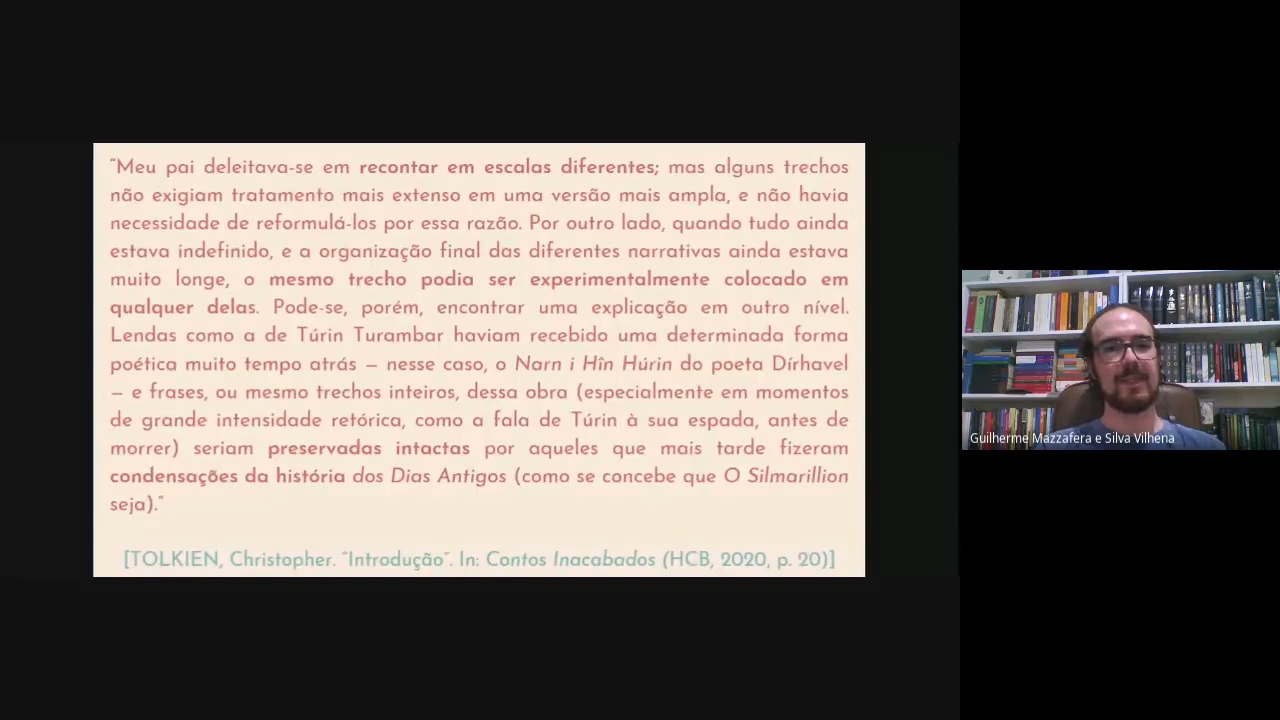 “Meu pai deleitava-se em recontar em escalas diferentes; mas alguns trechos
não exigiam tratamento mais extenso em uma versão mais ampla, e não havia
necessidade de reformulá-los por essa razão. Por outro lado, quando tudo ainda
estava indefinido, e a organização final das diferentes narrativas ainda estava
muito longe, o mesmo trecho podia ser experimentalmente colocado em
qualquer delas. Pode-se, porém, encontrar uma explicação em outro nível.
Lendas como a de Túrin Turambar haviam recebido uma determinada forma
poética muito tempo atrás – nesse caso, o Narn i Hîn Húrin do poeta Dírhavel
– e frases, ou mesmo trechos inteiros, dessa obra (especialmente em momentos
de grande intensidade retórica, como a fala de Túrin à sua espada, antes de
morrer) seriam preservadas intactas por aqueles que mais tarde fizeram
condensações da história dos Dias Antigos (como se concebe que O Silmarillion
seja).”
[TOLKIEN, Christopher. “Introdução”. In: Contos Inacabados (HCB, 2020, p. 20)]
Guilherme Mazzafera e Silva Vilhena